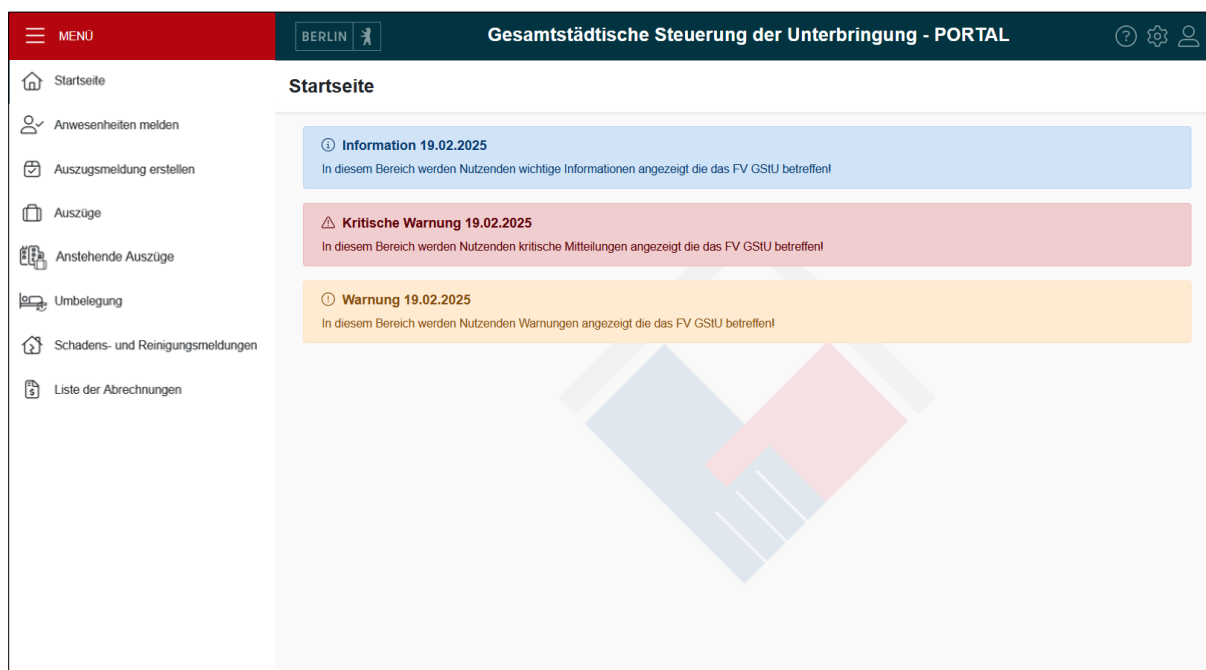 MENÜ
BERLIN
Gesamtstädtische Steuerung der Unterbringung - PORTAL
Startseite
Anwesenheiten melden
Auszugsmeldung erstellen
Auszüge
Anstehende Auszüge
Umbelegung
Schadens- und Reinigungsmeldungen
Liste der Abrechnungen
Startseite
Information 19.02.2025
In diesem Bereich werden Nutzenden wichtige Informationen angezeigt die das FV GStU betreffen!
Kritische Warnung 19.02.2025
In diesem Bereich werden Nutzenden kritische Mitteilungen angezeigt die das FV GStU betreffen!
Warnung 19.02.2025
In diesem Bereich werden Nutzenden Warnungen angezeigt die das FV GStU betreffen!